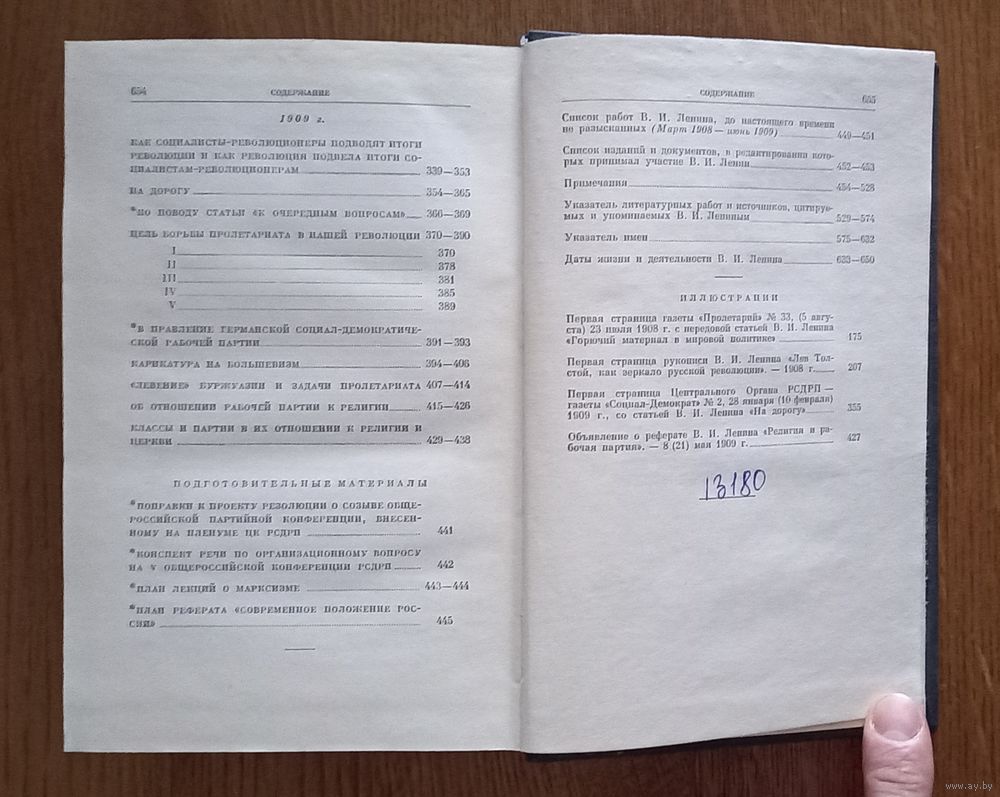 654
СОДЕРЖАНИЕ
1909 г.
КАК СОЦИАЛИСТЫ-РЕВОЛЮЦИОНЕРЫ ПОДВОДЯТ ИТОГИ
РЕВОЛЮЦИИ И КАК РЕВОЛЮЦИЯ ПОДВЕЛА ИТОГИ СО-
ЦИАЛИСТАМ-РЕВОЛЮЦИОНЕРАМ 339—353
НА ДОРОГУ 354—365
*ПО ПОВОДУ СТАТЬИ «К ОЧЕРЕДНЫМ ВОПРОСАМ» 366—369
ЦЕЛЬ БОРЬБЫ ПРОЛЕТАРИАТА В НАШЕЙ РЕВОЛЮЦИИ 370—390
I 370
II 378
III 381
IV 385
V 389
*В ПРАВЛЕНИЕ ГЕРМАНСКОЙ СОЦИАЛ-ДЕМОКРАТИЧЕ-
СКОЙ РАБОЧЕЙ ПАРТИИ 391—393
КАРИКАТУРА НА БОЛЬШЕВИЗМ 394—406
«ЛЕВЕНИЕ» БУРЖУАЗИИ И ЗАДАЧИ ПРОЛЕТАРИАТА 407—414
ОБ ОТНОШЕНИИ РАБОЧЕЙ ПАРТИИ К РЕЛИГИИ 415—426
КЛАССЫ И ПАРТИИ В ИХ ОТНОШЕНИИ К РЕЛИГИИ И
ЦЕРКВИ 429—438
ПОДГОТОВИТЕЛЬНЫЕ МАТЕРИАЛЫ
*ПОПРАВКИ К ПРОЕКТУ РЕЗОЛЮЦИИ О СОЗЫВЕ ОБЩЕ-
РОССИЙСКОЙ ПАРТИЙНОЙ КОНФЕРЕНЦИИ, ВНЕСЕН-
НОМУ НА ПЛЕНУМЕ ЦК РСДРП 441
*КОНСПЕКТ РЕЧИ ПО ОРГАНИЗАЦИОННОМУ ВОПРОСУ
НА V ОБЩЕРОССИЙСКОЙ КОНФЕРЕНЦИИ РСДРП 442
*ПЛАН ЛЕКЦИЙ О МАРКСИЗМЕ 443—444
*ПЛАН РЕФЕРАТА «СОВРЕМЕННОЕ ПОЛОЖЕНИЕ РОС-
СИИ» 445
СОДЕРЖАНИЕ
655
Список работ В. И. Ленина, до настоящего времени
не разысканных (Март 1908 — июнь 1909) 449—451
Список изданий и документов, в редактировании кото-
рых принимал участие В. И. Ленин 452—453
Примечания 454—528
Указатель литературных работ и источников, цитируе-
мых и упоминаемых В. И. Лениным 529—574
Указатель имен 575—632
Даты жизни и деятельности В. И. Ленина 633—650
ИЛЛЮСТРАЦИИ
Первая страница газеты «Пролетарий» № 33, (5 авгу-
ста) 23 июля 1908 г. с передовой статьей В. И. Ленина
«Горючий материал в мировой политике» 175
Первая страница рукописи В. И. Ленина «Лев Тол-
стой, как зеркало русской революции». — 1908 г. 207
Первая страница Центрального Органа РСДРП —
газеты «Социал-Демократ» № 2, 28 января (10 февраля)
1909 г., со статьей В. И. Ленина «На дорогу» 355
Объявление о реферате В. И. Ленина «Религия и ра-
бочая партия». — 8 (21) мая 1909 г. 427
13180
www.ay.by